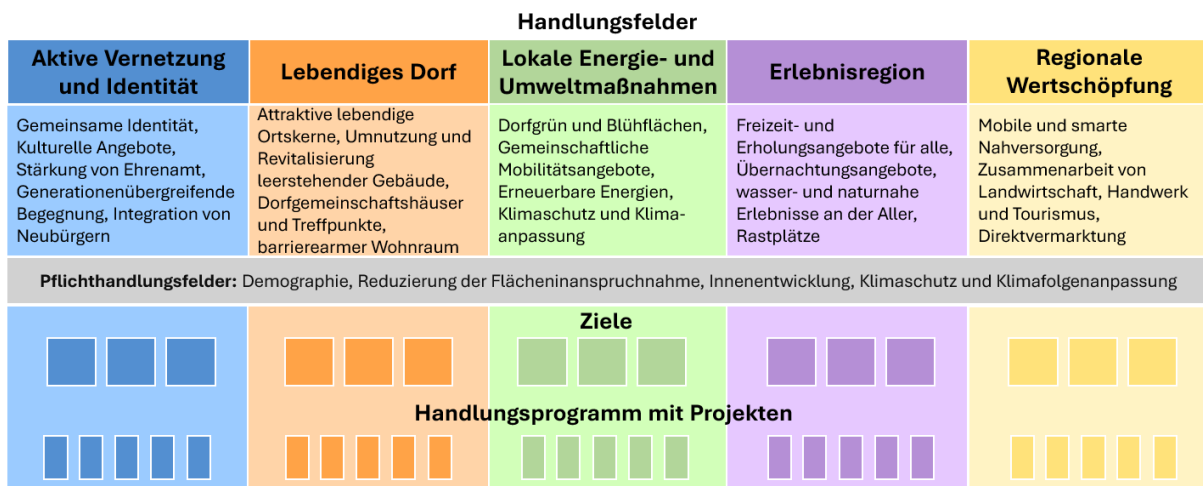 Handlungsfelder
Aktive Vernetzung
und Identität
Lebendiges Dorf
Lokale Energie- und
Umweltmaßnahmen
Erlebnisregion
Regionale
Wertschöpfung
Gemeinsame Identität,
Kulturelle Angebote,
Stärkung von Ehrenamt,
Generationenübergreifende
Begegnung, Integration von
Neubürgern
Attraktive lebendige
Ortskerne, Umnutzung und
Revitalisierung
leerstehender Gebäude,
Dorfgemeinschaftshäuser
und Treffpunkte,
barrierearmer Wohnraum
Dorfgrün und Blühflächen,
Gemeinschaftliche
Mobilitätsangebote,
Erneuerbare Energien,
Klimaschutz und Klima-
anpassung
Freizeit- und
Erholungsangebote für alle,
Übernachtungsangebote,
wasser- und naturnahe
Erlebnisse an der Aller,
Rastplätze
Mobile und smarte
Nahversorgung,
Zusammenarbeit von
Landwirtschaft, Handwerk
und Tourismus,
Direktvermarktung
Pflichthandlungsfelder: Demographie, Reduzierung der Flächeninanspruchnahme, Innenentwicklung, Klimaschutz und Klimafolgenanpassung
Ziele
Handlungsprogramm mit Projekten